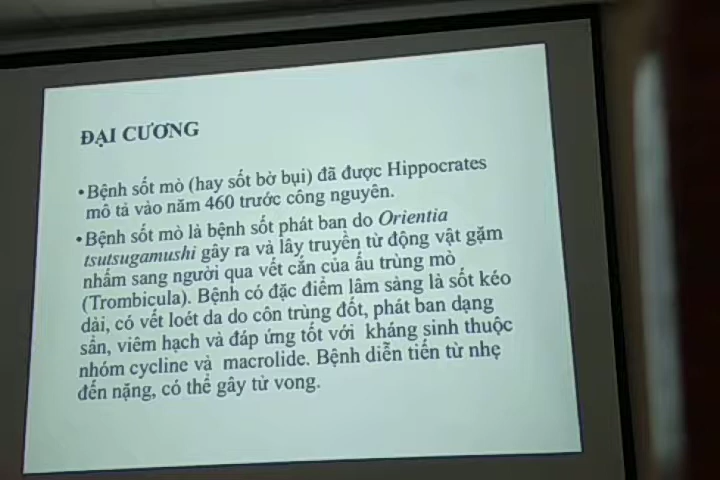 ĐẠI CƯƠNG
•Bệnh sốt mò (hay sốt bờ bụi) đã được Hippocrates
mô tả vào năm 460 trước công nguyên.
•Bệnh sốt mò là bệnh sốt phát ban do Orientia
tsutsugamushi gây ra và lây truyền từ động vật gặm
nhấm sang người qua vết cắn của ấu trùng mò
(Trombicula). Bệnh có đặc điểm lâm sàng là sốt kéo
dài, có vết loét da do côn trùng đốt, phát ban dạng
sần, viêm hạch và đáp ứng tốt với kháng sinh thuộc
nhóm cycline và macrolide. Bệnh diễn tiến từ nhẹ
đến nặng, có thể gây tử vong.